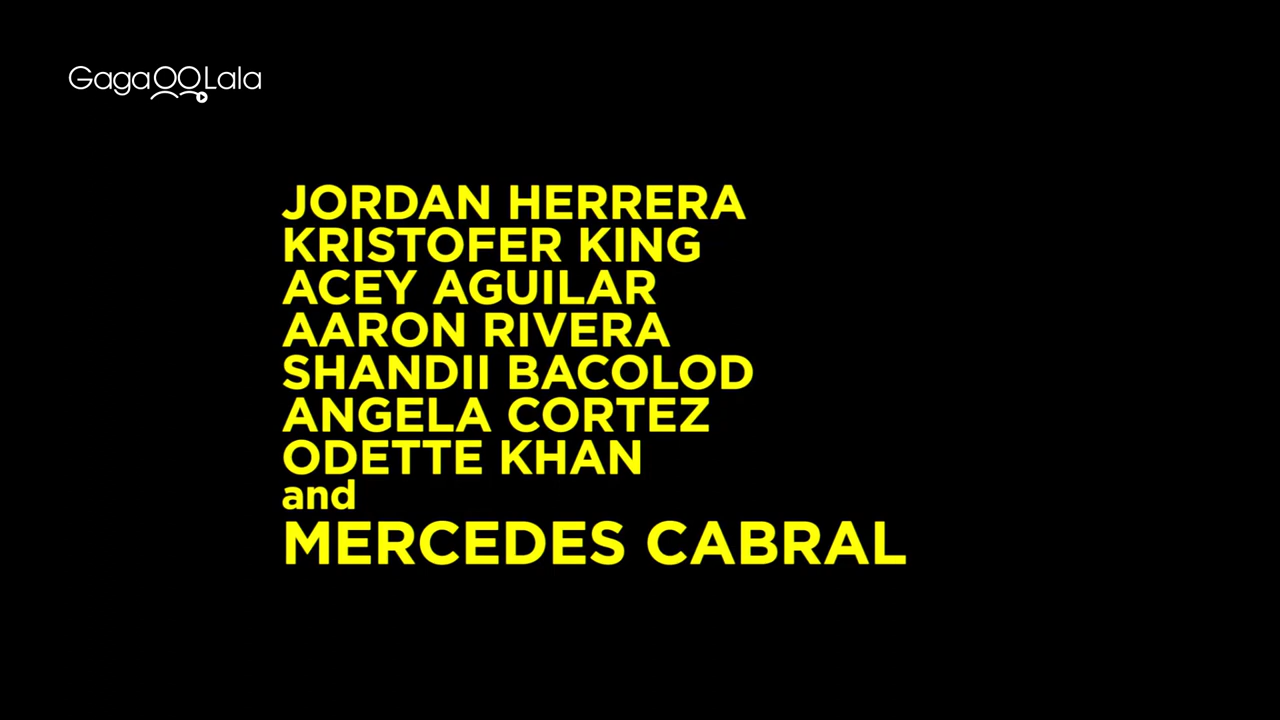 GagaOOLala
JORDAN HERRERA
KRISTOFER KING
ACEY AGUILAR
AARON RIVERA
SHANDII BACOLOD
ANGELA CORTEZ
ODETTE KHAN
and
MERCEDES CABRAL